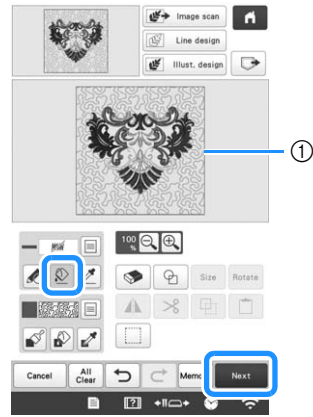 Image scan
Line design
Illust. design
①
100 %
Size
Rotate
Cancel
All Clear
Memo
Next